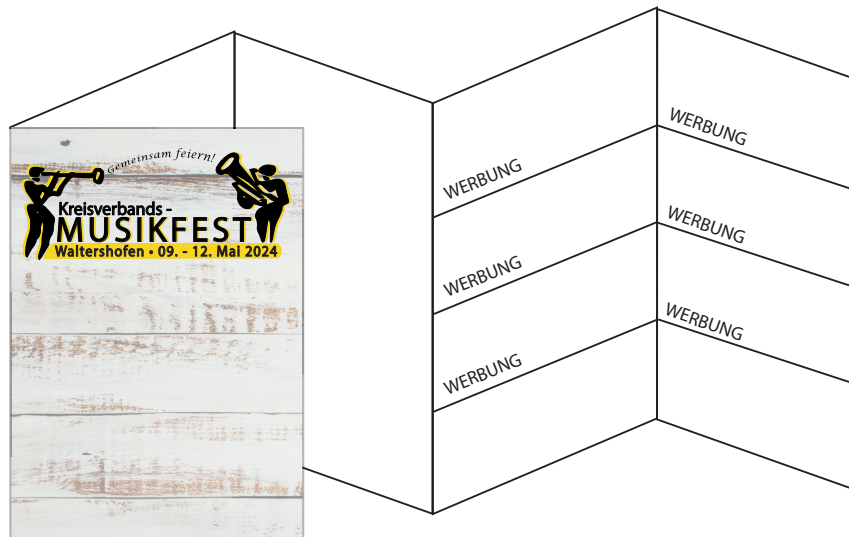 Gemeinsam feiern!
Kreisverbands -
MUSIKFEST
Waltershofen • 09. - 12. Mai 2024
WERBUNG
WERBUNG
WERBUNG
WERBUNG
WERBUNG
WERBUNG